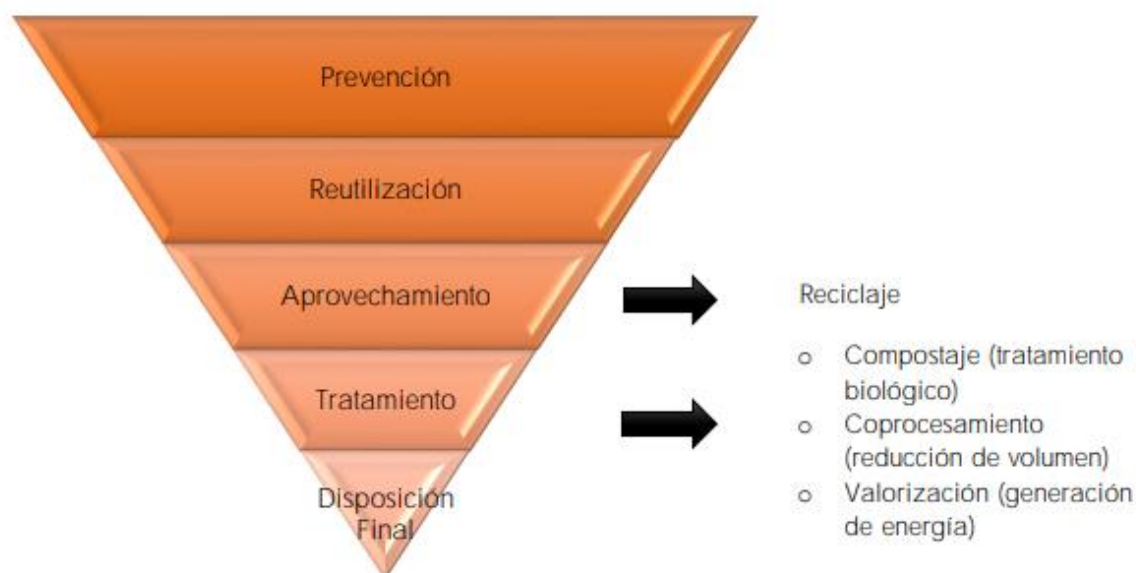 Prevención
Reutilización
Aprovechamiento
Reciclaje
Tratamiento
o Compostaje (tratamiento
biológico)
o Coprocesamiento
(reducción de volumen)
o Valorización (generación
de energía)
Disposición
Final